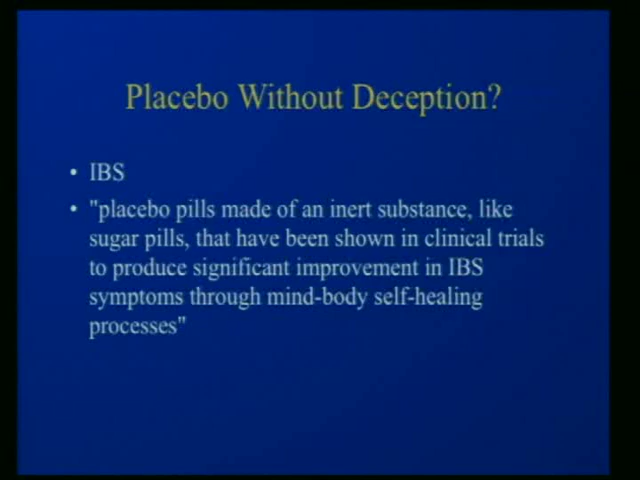 Placebo Without Deception?
• IBS
• "placebo pills made of an inert substance, like
sugar pills, that have been shown in clinical trials
to produce significant improvement in IBS
symptoms through mind-body self-healing
processes"